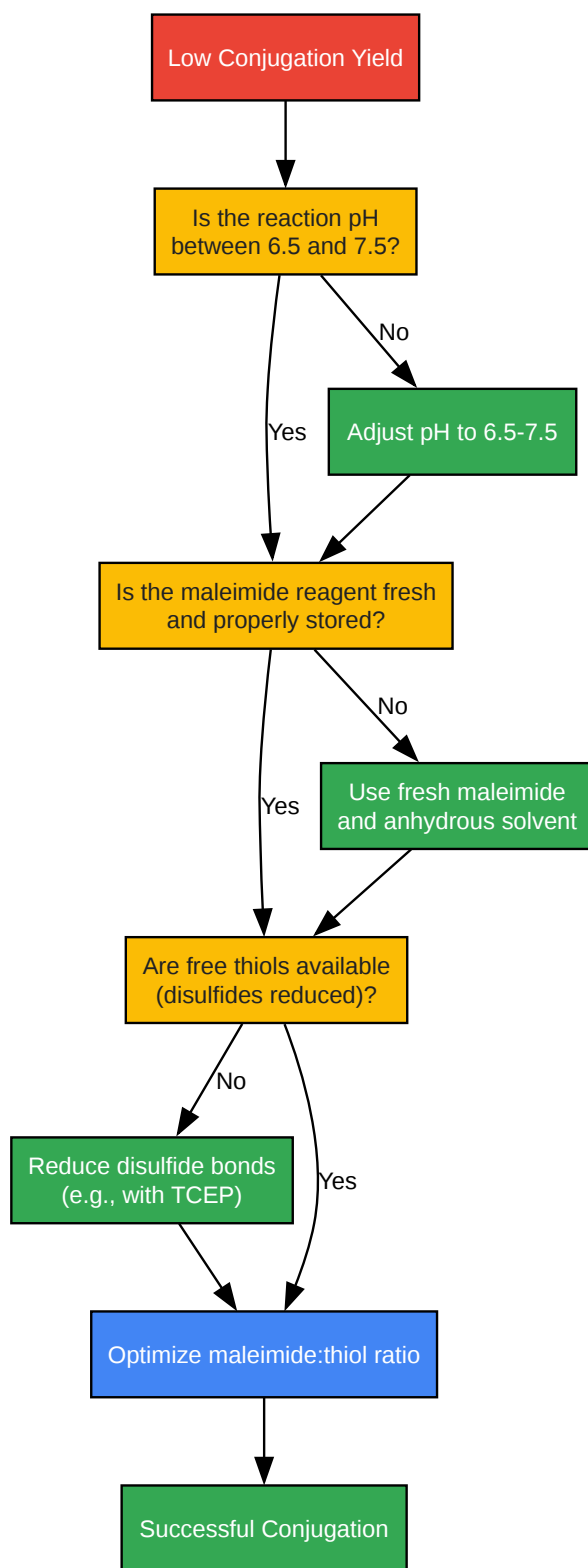 Low Conjugation Yield
Is the reaction pH
between 6.5 and 7.5?
No
Yes
Adjust pH to 6.5-7.5
Is the maleimide reagent fresh
and properly stored?
No
Yes
Use fresh maleimide
and anhydrous solvent
Are free thiols available
(disulfides reduced)?
No
Reduce disulfide bonds
(e.g., with TCEP)
Yes
Optimize maleimide:thiol ratio
Successful Conjugation